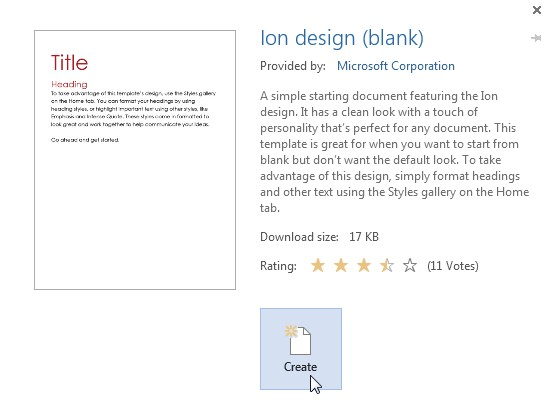 Title
Heading
To take advantage of this template's design, use the Styles gallery
on the Home tab. You can format your headings by using
heading styles, or highlight important text using other styles, like
Emphasis and Intense Quote. These styles come in formatted to
look great and work together to help communicate your ideas.
Go ahead and get started.
Ion design (blank)
Provided by: Microsoft Corporation
A simple starting document featuring the Ion
design. It has a clean look with a touch of
personality that's perfect for any document. This
template is great for when you want to start from
blank but don't want the default look. To take
advantage of this design, simply format headings
and other text using the Styles gallery on the Home
tab.
Download size: 17 KB
Rating: (11 Votes)
Create